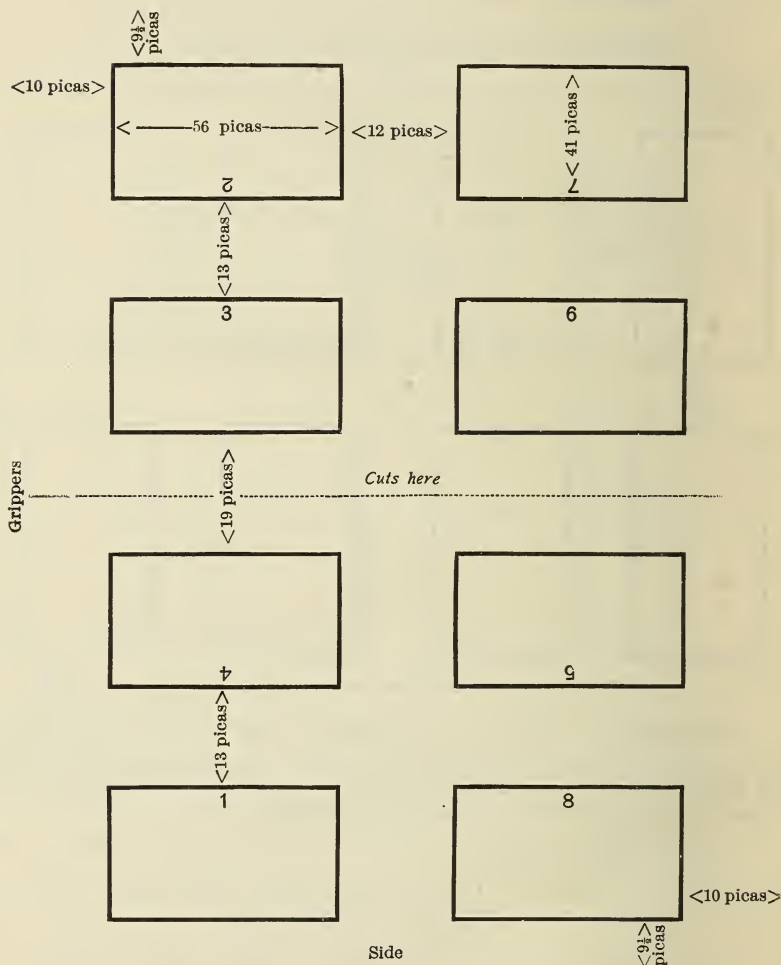 <9½>
picas
<10 picas>
< ———56 picas——— >
<12 picas>
<41 picas>
2
7
<13 picas>
3
6
Grippers
<19 picas>
Cuts here
4
5
<13 picas>
1
8
<10 picas>
<9½>
picas
Side